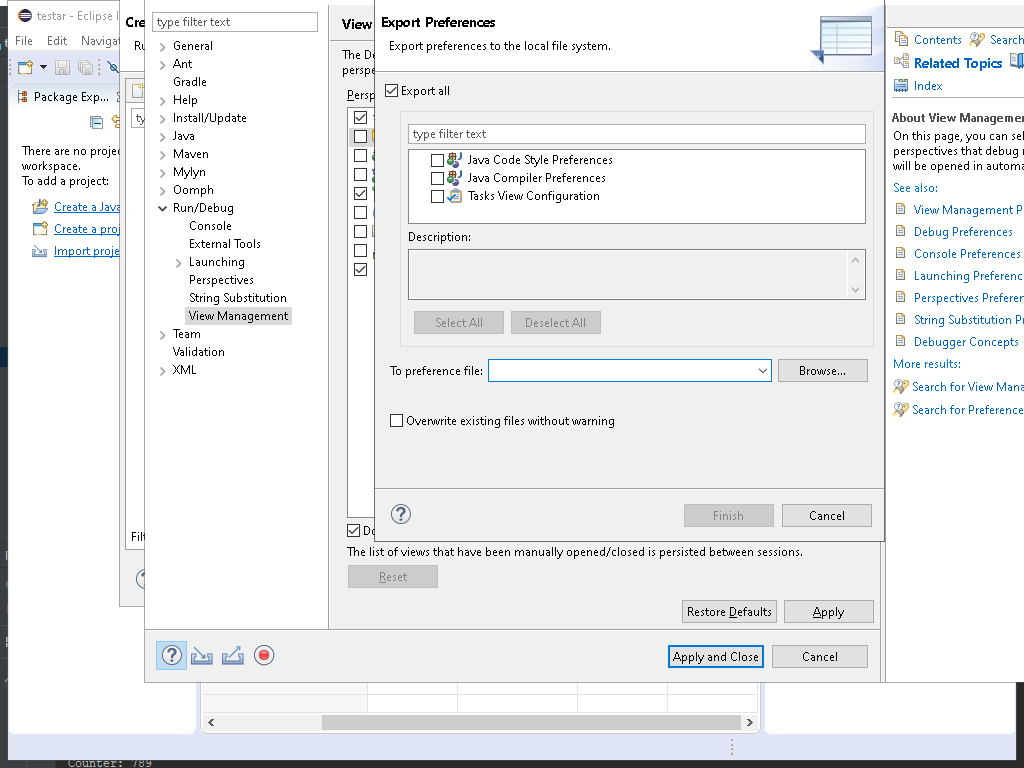 testar - Eclipse I
File Edit Navigat
Package Exp...
There are no proje
workspace.
To add a project:
Create a Java
Create a proj
Import proje
Cre
Ru
ty
Filt
type filter text
General
Ant
Gradle
Help
Install/Update
Java
Maven
Mylyn
Oomph
Run/Debug
Console
External Tools
Launching
Perspectives
String Substitution
View Management
Team
Validation
XML
View
The De
perspe
Persp
Do
The list of views that have been manually opened/closed is persisted between sessions.
Reset
Restore Defaults Apply
Apply and Close Cancel
Export Preferences
Export preferences to the local file system.
Export all
type filter text
Java Code Style Preferences
Java Compiler Preferences
Tasks View Configuration
Description:
Select All Deselect All
To preference file: Browse...
Overwrite existing files without warning
Finish Cancel
Contents Search
Related Topics
Index
About View Managemen
On this page, you can sel
perspectives that debug
will be opened in automa
See also:
View Management P
Debug Preferences
Console Preferences
Launching Preferenc
Perspectives Preferen
String Substitution Pr
Debugger Concepts
More results:
Search for View Mana
Search for Preference
Counter: 789